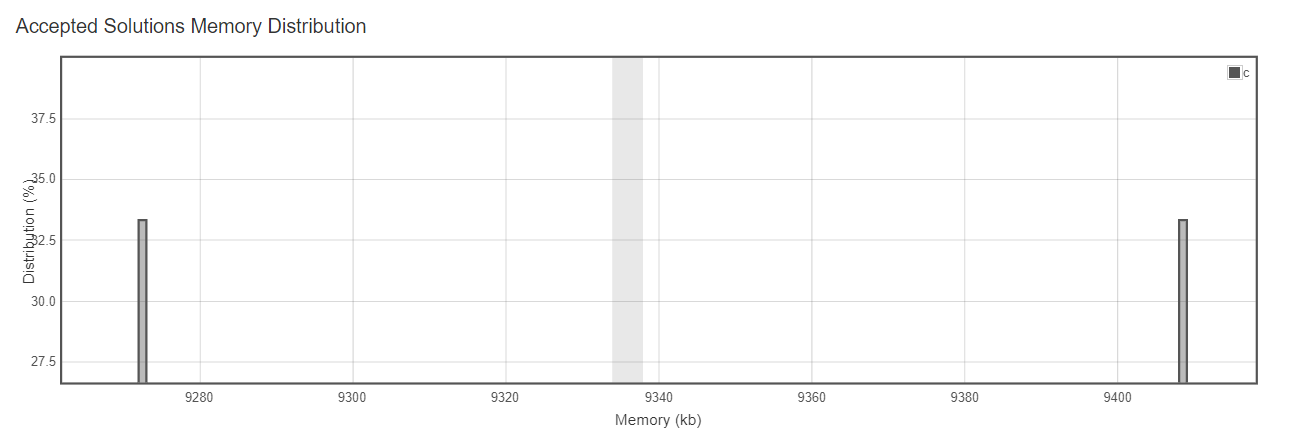 Accepted Solutions Memory Distribution
c
37.5
35.0
32.5
30.0
27.5
Distribution (%)
9280 9300 9320 9340 9360 9380 9400
Memory (kb)